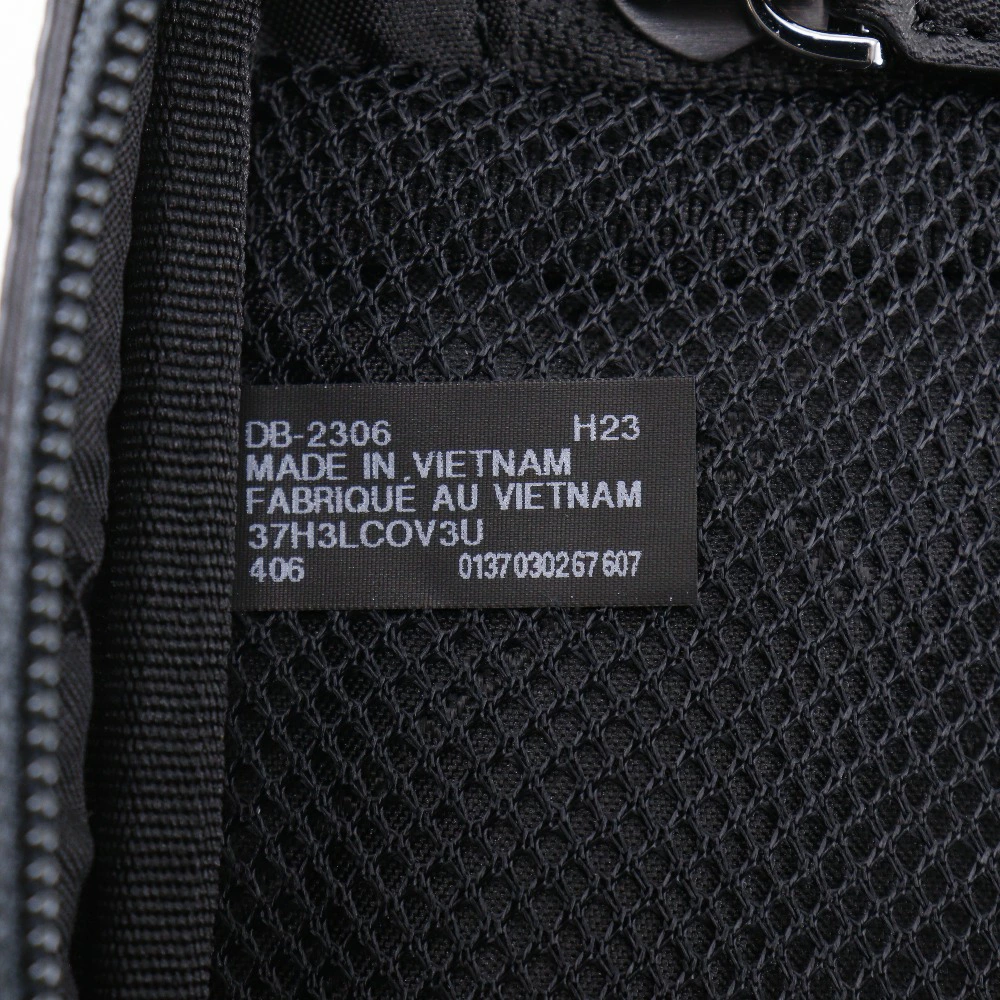 DB-2306 H23
MADE IN VIETNAM
FABRIQUÉ AU VIETNAM
37H3LCOV3U
406 0137030267607